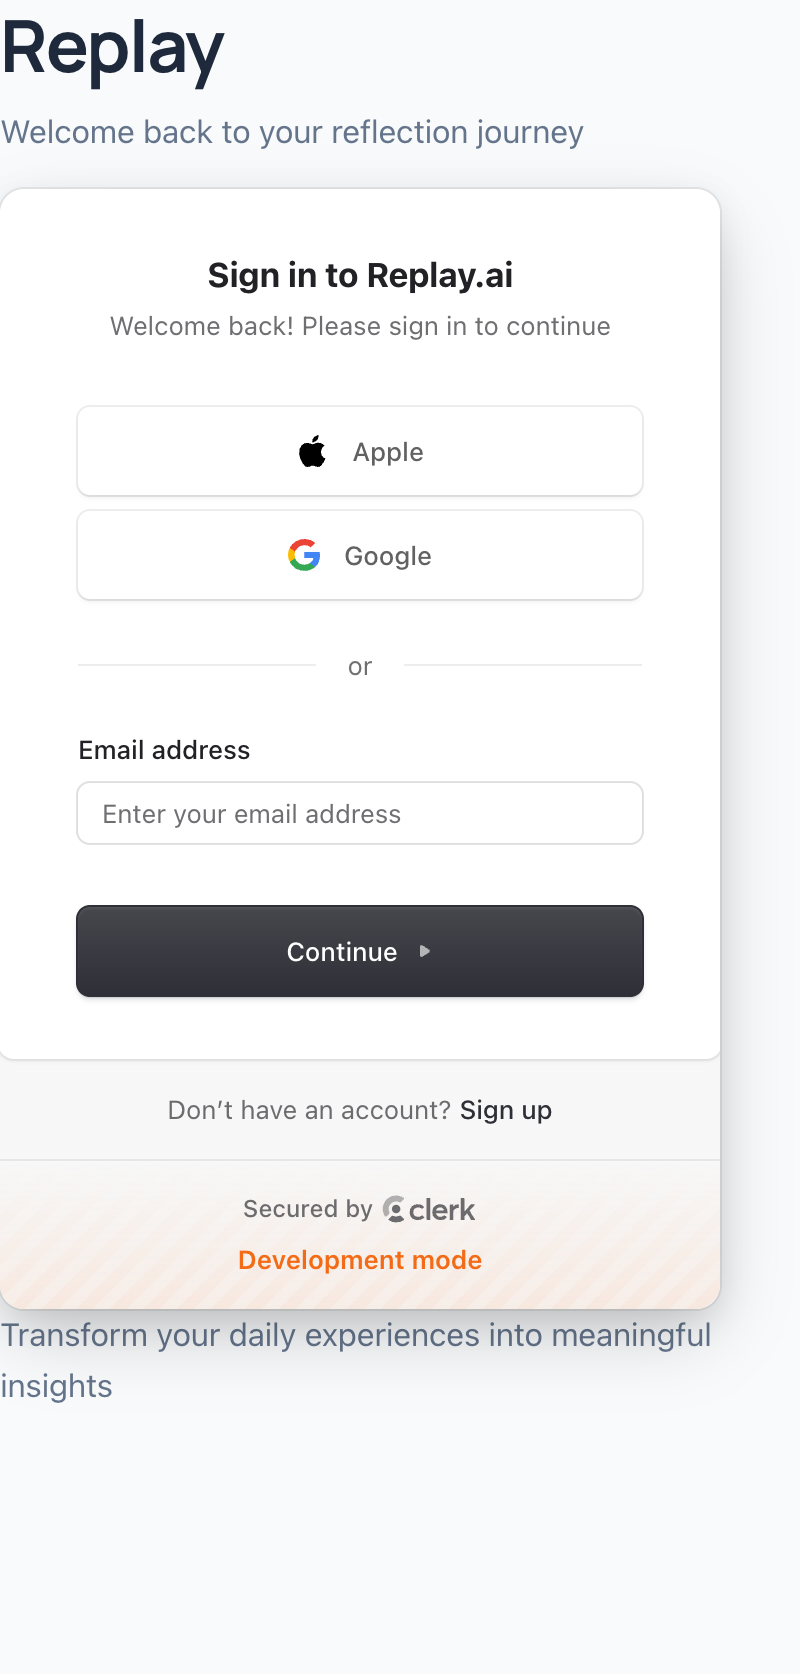 Replay
Welcome back to your reflection journey
Sign in to Replay.ai
Welcome back! Please sign in to continue
Apple
Google
or
Email address
Enter your email address
Continue
Don’t have an account? Sign up
Secured by clerk
Development mode
Transform your daily experiences into meaningful
insights